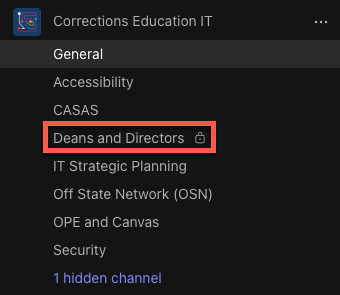 Corrections Education IT
General
Accessibility
CASAS
Deans and Directors
IT Strategic Planning
Off State Network (OSN)
OPE and Canvas
Security
1 hidden channel